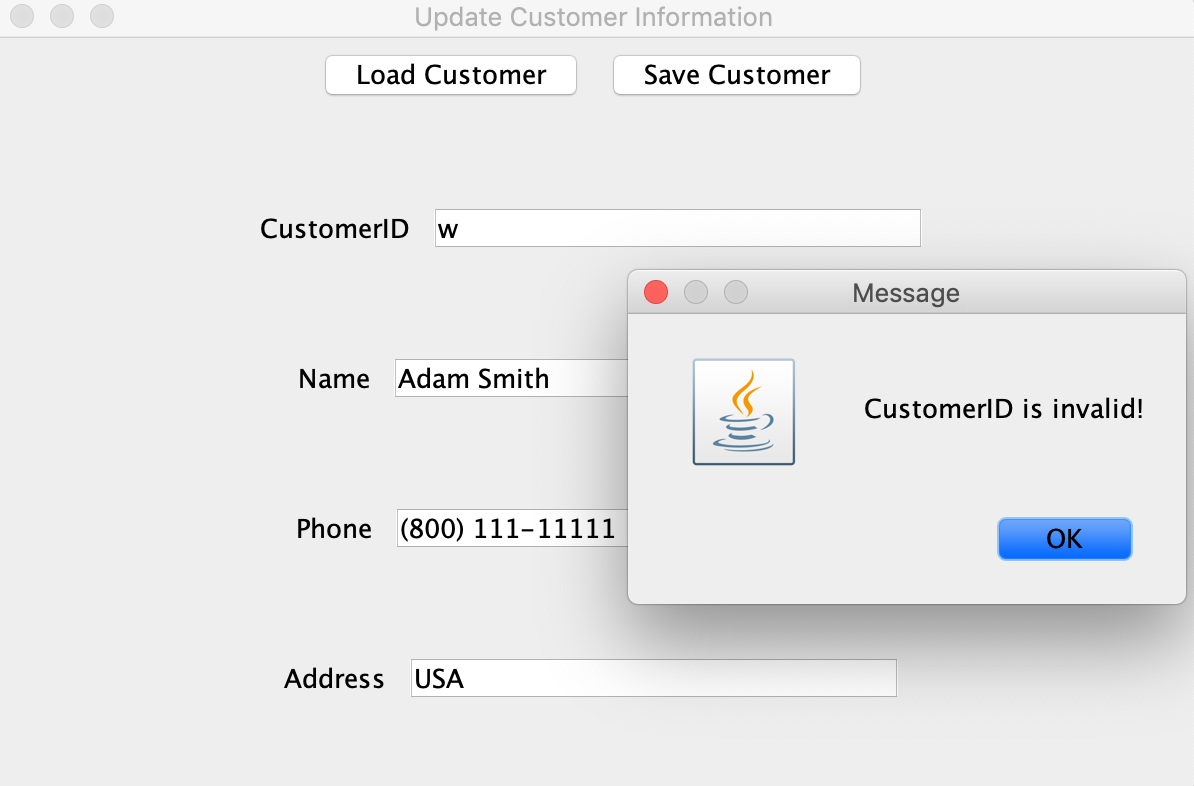 Update Customer Information
Load Customer Save Customer
CustomerID w
Message
Name Adam Smith
CustomerID is invalid!
Phone (800) 111-11111
OK
Address USA